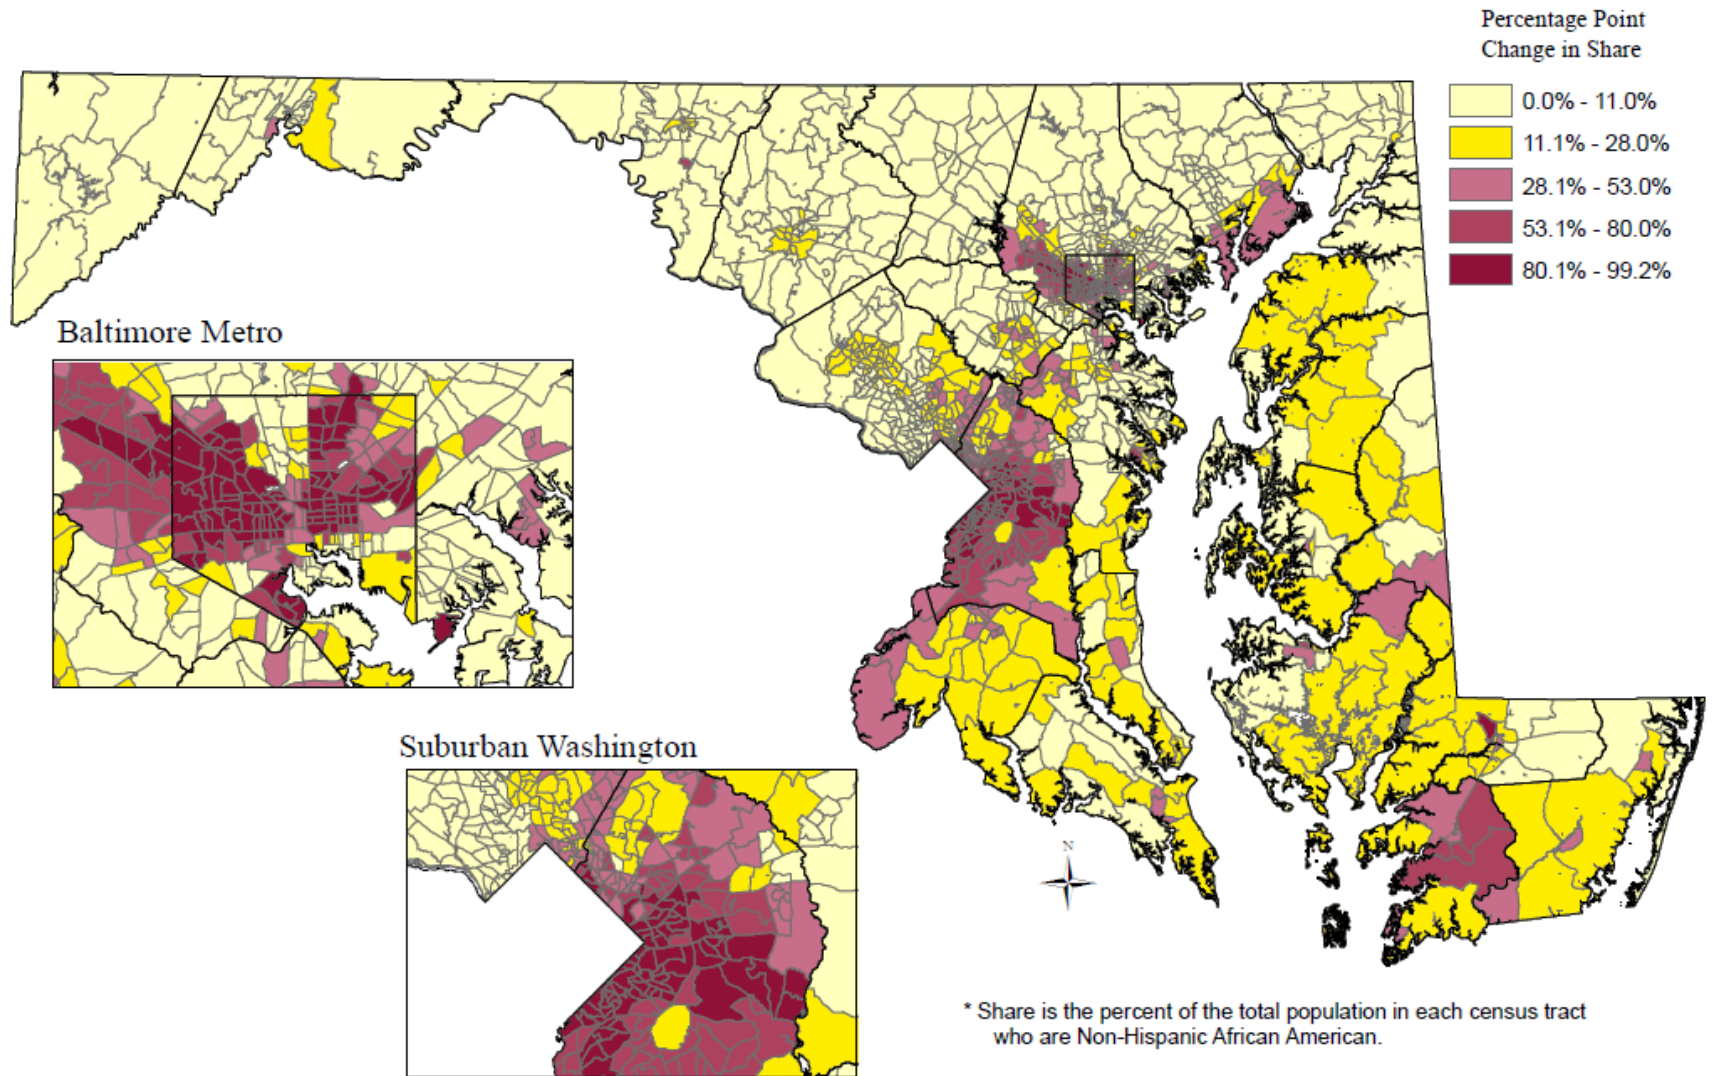 Percentage Point
Change in Share
0.0% - 11.0%
11.1% - 28.0%
28.1% - 53.0%
53.1% - 80.0%
80.1% - 99.2%
Baltimore Metro
Suburban Washington
N
* Share is the percent of the total population in each census tract
who are Non-Hispanic African American.